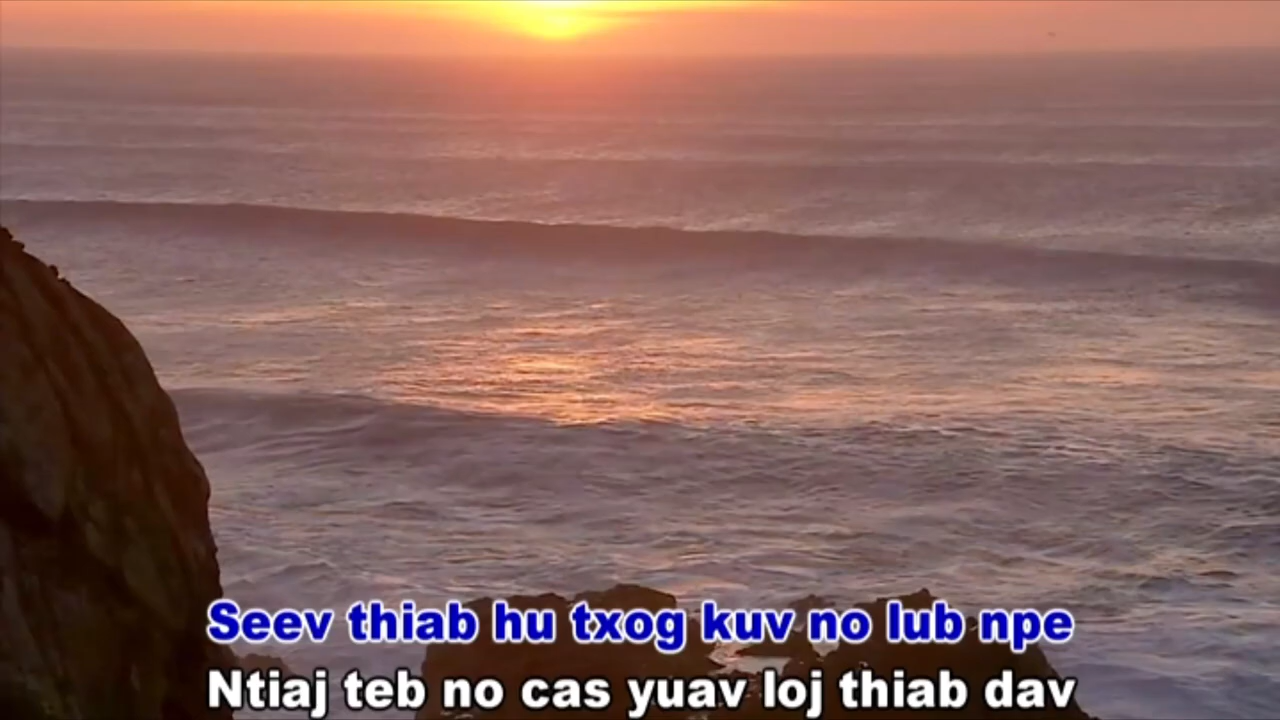 Seev thiab hu txog kuv no lub npe
Ntiaj teb no cas yuav loj thiab dav